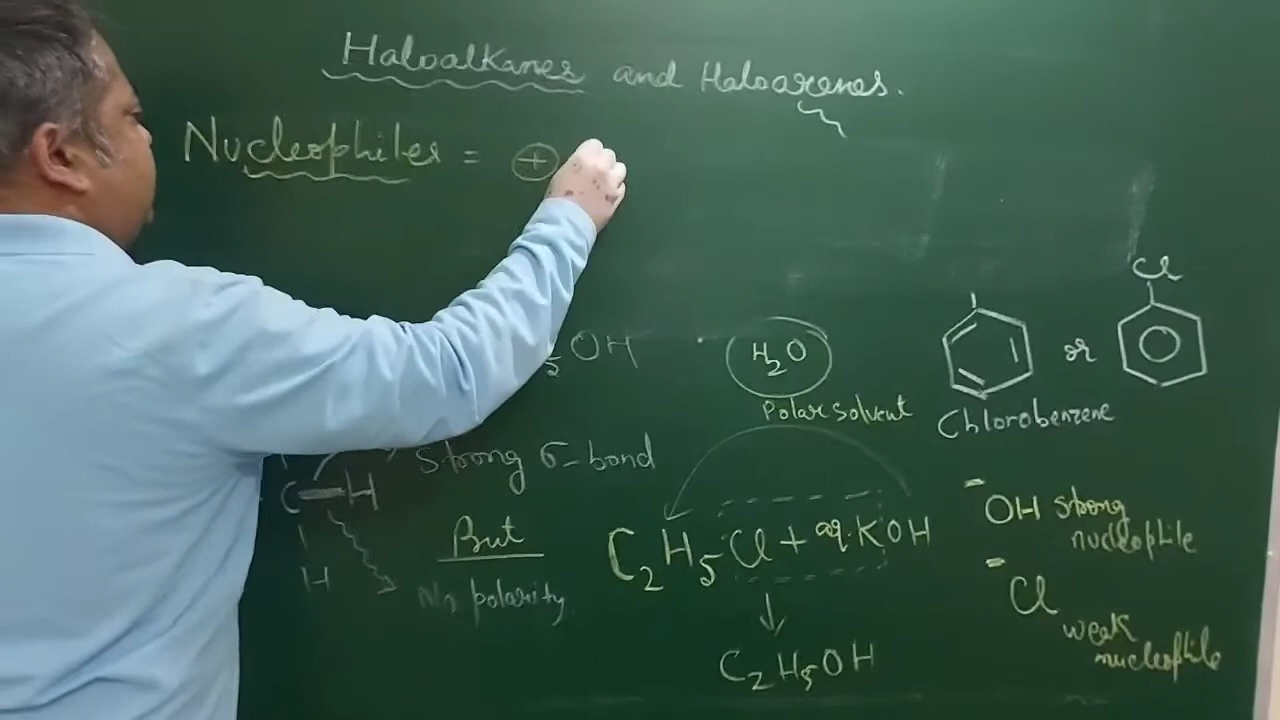 Haloalkanes and Haloarenes.
Nucleophiles = ⊕
5OH
H2O
Polar solvent
Cl
or
Chlorobenzene
C-H
H
strong σ-bond
But
No polarity
C2H5Cl + aq. KOH
↓
C2H5OH
-OH strong
nucleophile
-Cl
weak
nucleophile